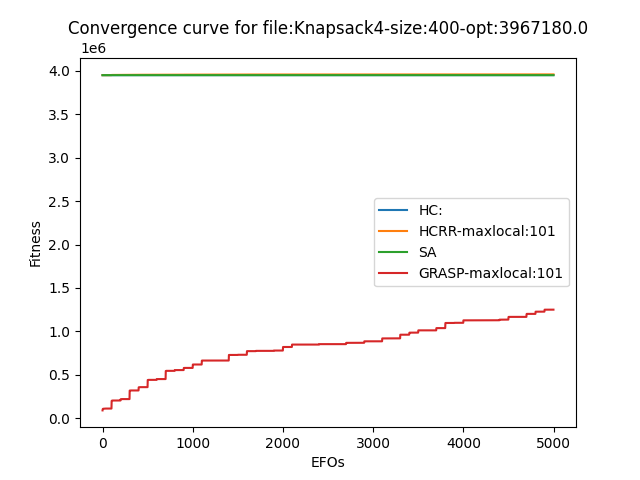 Convergence curve for file:Knapsack4-size:400-opt:3967180.0
1e6
4.0
3.5
3.0
2.5
2.0
1.5
1.0
0.5
0.0
Fitness
HC:
HCRR-maxlocal:101
SA
GRASP-maxlocal:101
0 1000 2000 3000 4000 5000
EFOs